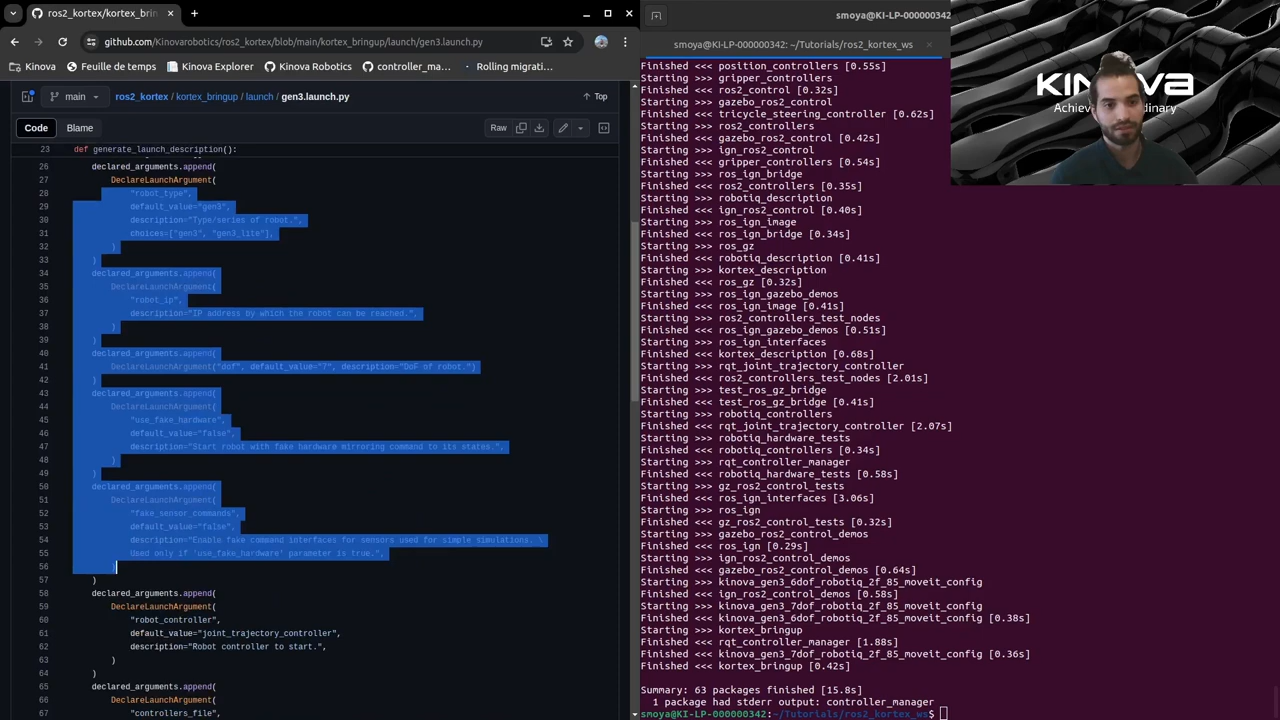 ros2_kortex/kortex_brin
github.com/Kinovarobotics/ros2_kortex/blob/main/kortex_bringup/launch/gen3.launch.py
Kinova
Feuille de temps
Kinova Explorer
Kinova Robotics
controller_ma...
Rolling migrati...
main
ros2_kortex / kortex_bringup / launch / gen3.launch.py
Top
Code
Blame
Raw
23 def generate_launch_description():
26 declared_arguments.append(
27 DeclareLaunchArgument(
28 "robot_type",
29 default_value="gen3",
30 description="Type/series of robot.",
31 choices=["gen3", "gen3_lite"],
32 )
33 )
34 declared_arguments.append(
35 DeclareLaunchArgument(
36 "robot_ip",
37 description="IP address by which the robot can be reached.",
38 )
39 )
40 declared_arguments.append(
41 DeclareLaunchArgument("dof", default_value="7", description="DoF of robot.")
42 )
43 declared_arguments.append(
44 DeclareLaunchArgument(
45 "use_fake_hardware",
46 default_value="false",
47 description="Start robot with fake hardware mirroring command to its states.",
48 )
49 )
50 declared_arguments.append(
51 DeclareLaunchArgument(
52 "fake_sensor_commands",
53 default_value="false",
54 description="Enable fake command interfaces for sensors used for simple simulations. \
55 Used only if 'use_fake_hardware' parameter is true.",
56 )
57 )
58 declared_arguments.append(
59 DeclareLaunchArgument(
60 "robot_controller",
61 default_value="joint_trajectory_controller",
62 description="Robot controller to start.",
63 )
64 )
65 declared_arguments.append(
66 DeclareLaunchArgument(
67 "controllers_file",
smoya@KI-LP-000000342
smoya@KI-LP-000000342: ~/Tutorials/ros2_kortex_ws
Finished <<< position_controllers [0.55s]
Starting >>> gripper_controllers
Finished <<< ros2_control [0.32s]
Starting >>> gazebo_ros2_control
Finished <<< tricycle_steering_controller [0.62s]
Starting >>> ros2_controllers
Finished <<< gazebo_ros2_control [0.42s]
Starting >>> ign_ros2_control
Finished <<< gripper_controllers [0.54s]
Starting >>> ros_ign_bridge
Finished <<< ros2_controllers [0.35s]
Starting >>> robotiq_description
Finished <<< ign_ros2_control [0.40s]
Starting >>> ros_ign_image
Finished <<< ros_ign_bridge [0.34s]
Starting >>> ros_gz
Finished <<< robotiq_description [0.41s]
Starting >>> kortex_description
Finished <<< ros_gz [0.32s]
Starting >>> ros_ign_gazebo_demos
Finished <<< ros_ign_image [0.41s]
Starting >>> ros2_controllers_test_nodes
Finished <<< ros_ign_gazebo_demos [0.51s]
Starting >>> ros_ign_interfaces
Finished <<< kortex_description [0.68s]
Starting >>> rqt_joint_trajectory_controller
Finished <<< ros2_controllers_test_nodes [2.01s]
Starting >>> test_ros_gz_bridge
Finished <<< test_ros_gz_bridge [0.41s]
Starting >>> robotiq_controllers
Finished <<< rqt_joint_trajectory_controller [2.07s]
Starting >>> robotiq_hardware_tests
Finished <<< robotiq_controllers [0.34s]
Starting >>> rqt_controller_manager
Finished <<< robotiq_hardware_tests [0.58s]
Starting >>> gz_ros2_control_tests
Finished <<< ros_ign_interfaces [3.06s]
Starting >>> ros_ign
Finished <<< gz_ros2_control_tests [0.32s]
Starting >>> gazebo_ros2_control_demos
Finished <<< ros_ign [0.29s]
Starting >>> ign_ros2_control_demos
Finished <<< gazebo_ros2_control_demos [0.64s]
Starting >>> kinova_gen3_6dof_robotiq_2f_85_moveit_config
Finished <<< ign_ros2_control_demos [0.58s]
Starting >>> kinova_gen3_7dof_robotiq_2f_85_moveit_config
Finished <<< kinova_gen3_6dof_robotiq_2f_85_moveit_config [0.38s]
Starting >>> kortex_bringup
Finished <<< rqt_controller_manager [1.88s]
Finished <<< kinova_gen3_7dof_robotiq_2f_85_moveit_config [0.36s]
Finished <<< kortex_bringup [0.42s]
Summary: 63 packages finished [15.8s]
1 package had stderr output: controller_manager
smoya@KI-LP-000000342:~/Tutorials/ros2_kortex_ws$